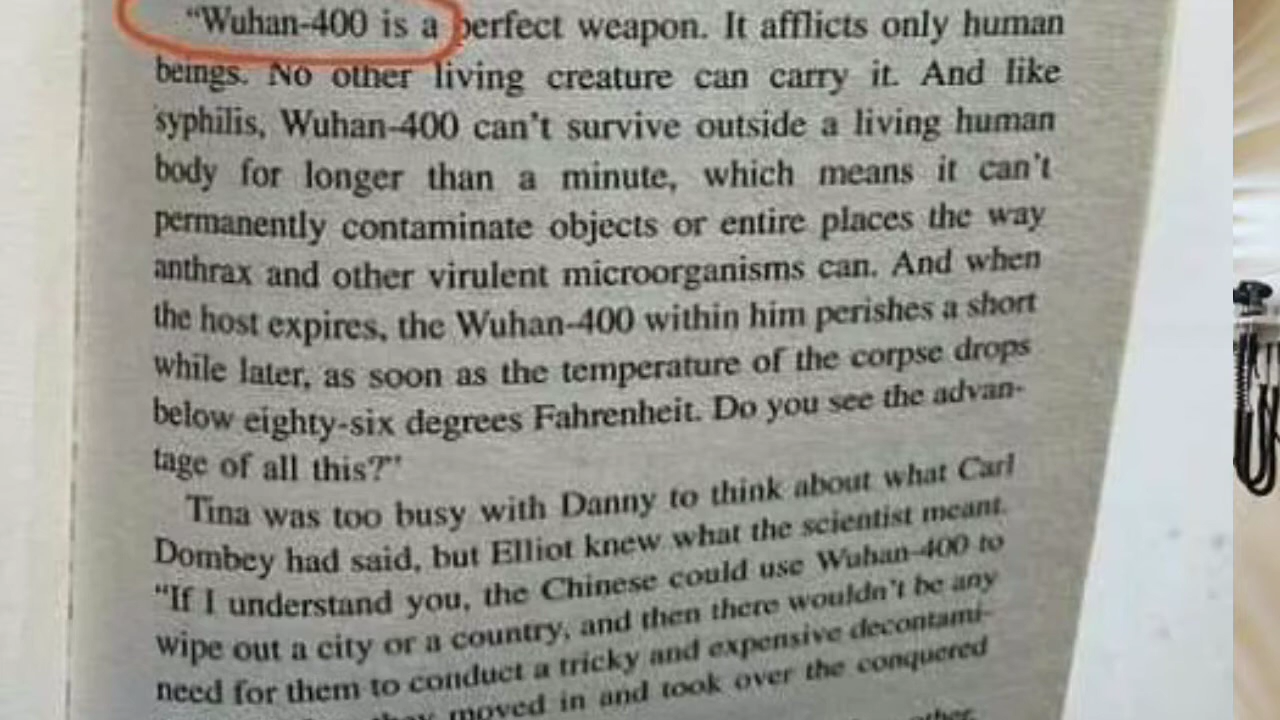 “Wuhan-400 is a perfect weapon. It afflicts only human
beings. No other living creature can carry it. And like
syphilis, Wuhan-400 can't survive outside a living human
body for longer than a minute, which means it can't
permanently contaminate objects or entire places the way
anthrax and other virulent microorganisms can. And when
the host expires, the Wuhan-400 within him perishes a short
while later, as soon as the temperature of the corpse drops
below eighty-six degrees Fahrenheit. Do you see the advan-
tage of all this?”
Tina was too busy with Danny to think about what Carl
Dombey had said, but Elliot knew what the scientist meant.
“If I understand you, the Chinese could use Wuhan-400 to
wipe out a city or a country, and then there wouldn't be any
need for them to conduct a tricky and expensive decontami-
moved in and took over the conquered